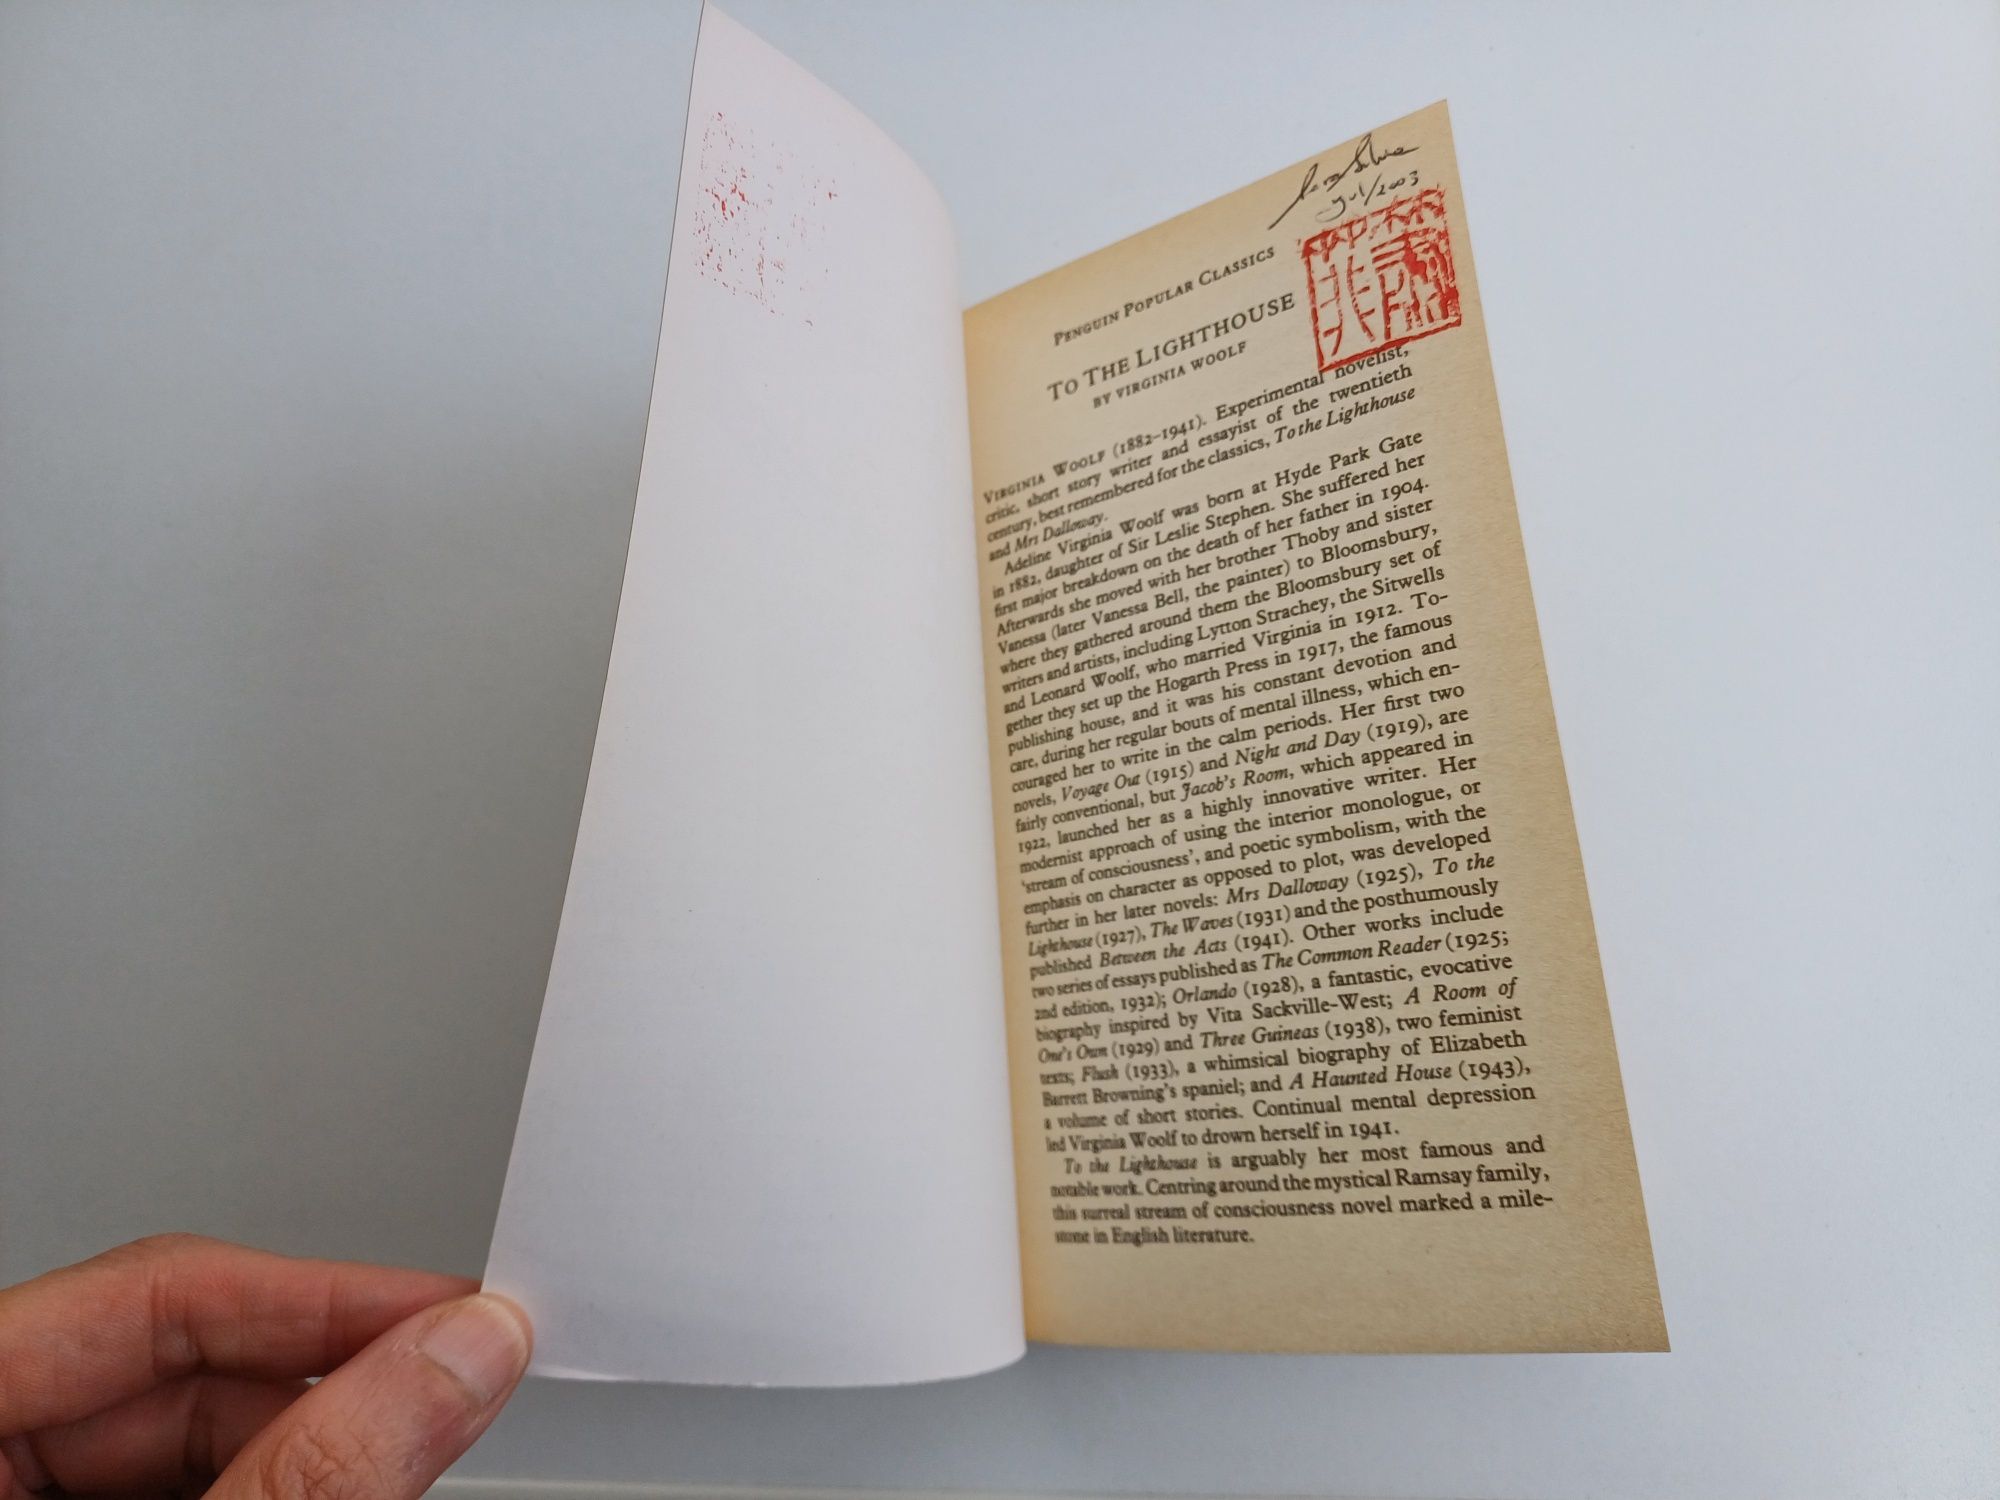 Jul/2003
PENGUIN POPULAR CLASSICS
TO THE LIGHTHOUSE
BY VIRGINIA WOOLF
VIRGINIA WOOLF (1882–1941). Experimental novelist,
critic, short story writer and essayist of the twentieth
century, best remembered for the classics, To the Lighthouse
and Mrs Dalloway.
Adeline Virginia Woolf was born at Hyde Park Gate
in 1882, daughter of Sir Leslie Stephen. She suffered her
first major breakdown on the death of her father in 1904.
Afterwards she moved with her brother Thoby and sister
Vanessa (later Vanessa Bell, the painter) to Bloomsbury,
where they gathered around them the Bloomsbury set of
writers and artists, including Lytton Strachey, the Sitwells
and Leonard Woolf, who married Virginia in 1912. To-
gether they set up the Hogarth Press in 1917, the famous
publishing house, and it was his constant devotion and
care, during her regular bouts of mental illness, which en-
couraged her to write in the calm periods. Her first two
novels, Voyage Out (1915) and Night and Day (1919), are
fairly conventional, but Jacob's Room, which appeared in
1922, launched her as a highly innovative writer. Her
modernist approach of using the interior monologue, or
'stream of consciousness', and poetic symbolism, with the
emphasis on character as opposed to plot, was developed
further in her later novels: Mrs Dalloway (1925), To the
Lighthouse (1927), The Waves (1931) and the posthumously
published Between the Acts (1941). Other works include
two series of essays published as The Common Reader (1925;
2nd edition, 1932); Orlando (1928), a fantastic, evocative
biography inspired by Vita Sackville-West; A Room of
One's Own (1929) and Three Guineas (1938), two feminist
texts; Flush (1933), a whimsical biography of Elizabeth
Barrett Browning's spaniel; and A Haunted House (1943),
a volume of short stories. Continual mental depression
led Virginia Woolf to drown herself in 1941.
To the Lighthouse is arguably her most famous and
notable work. Centring around the mystical Ramsay family,
this surreal stream of consciousness novel marked a mile-
stone in English literature.